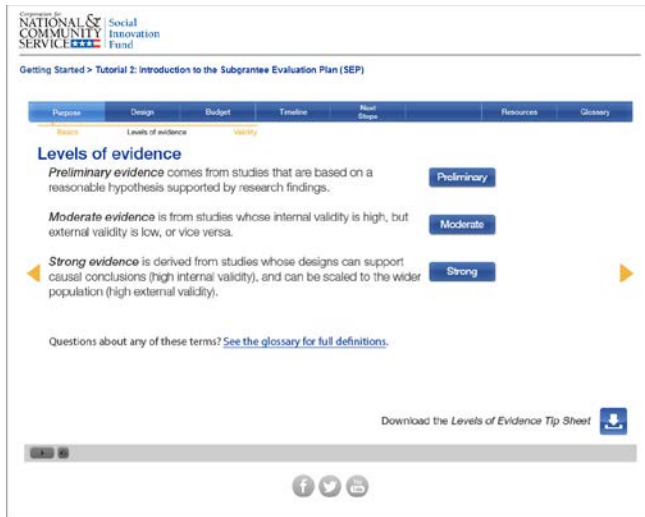 Corporation for
NATIONAL &
COMMUNITY
SERVICE
Social
Innovation
Fund
Getting Started > Tutorial 2: Introduction to the Subgrantee Evaluation Plan (SEP)
Purpose Design Budget Timeline Next Steps Resources Glossary
Basics Levels of evidence Validity
Levels of evidence
Preliminary evidence comes from studies that are based on a
reasonable hypothesis supported by research findings.
Preliminary
Moderate evidence is from studies whose internal validity is high, but
external validity is low, or vice versa.
Moderate
Strong evidence is derived from studies whose designs can support
causal conclusions (high internal validity), and can be scaled to the wider
population (high external validity).
Strong
Questions about any of these terms? See the glossary for full definitions.
Download the Levels of Evidence Tip Sheet
f
You
Tube